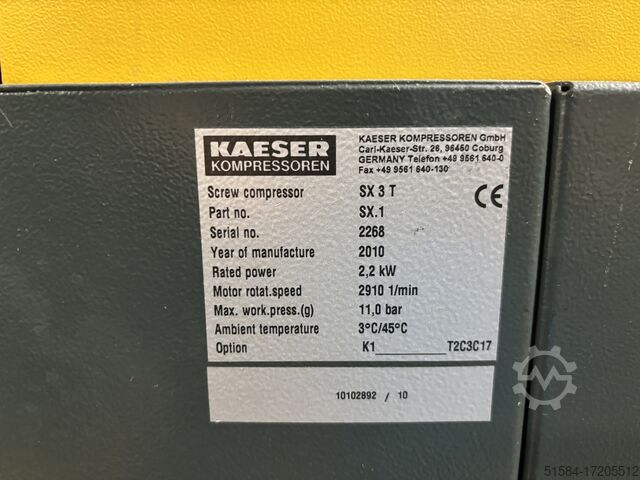 KAESER
KOMPRESSOREN
KAESER KOMPRESSOREN GmbH
Carl-Kaeser-Str. 26, 96450 Coburg
GERMANY Telefon +49 9561 640-0
Fax +49 9561 640-130
Screw compressor SX 3 T
CE
Part no. SX.1
Serial no. 2268
Year of manufacture 2010
Rated power 2,2 kW
Motor rotat.speed 2910 1/min
Max. work.press.(g) 11,0 bar
Ambient temperature 3°C/45°C
Option K1__________T2C3C17
10102892 / 10
51584-17205512